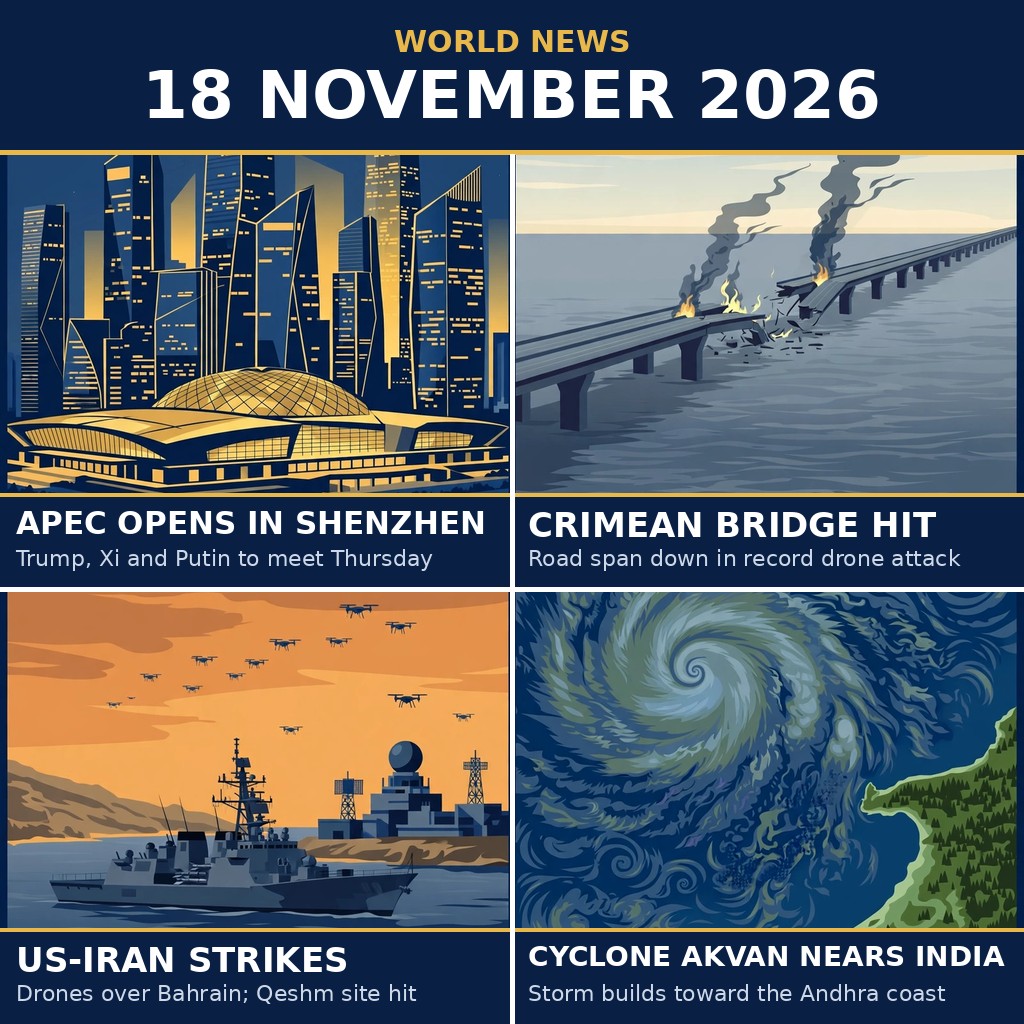 WORLD NEWS
18 NOVEMBER 2026
APEC OPENS IN SHENZHEN
Trump, Xi and Putin to meet Thursday
CRIMEAN BRIDGE HIT
Road span down in record drone attack
US-IRAN STRIKES
Drones over Bahrain; Qeshm site hit
CYCLONE AKVAN NEARS INDIA
Storm builds toward the Andhra coast